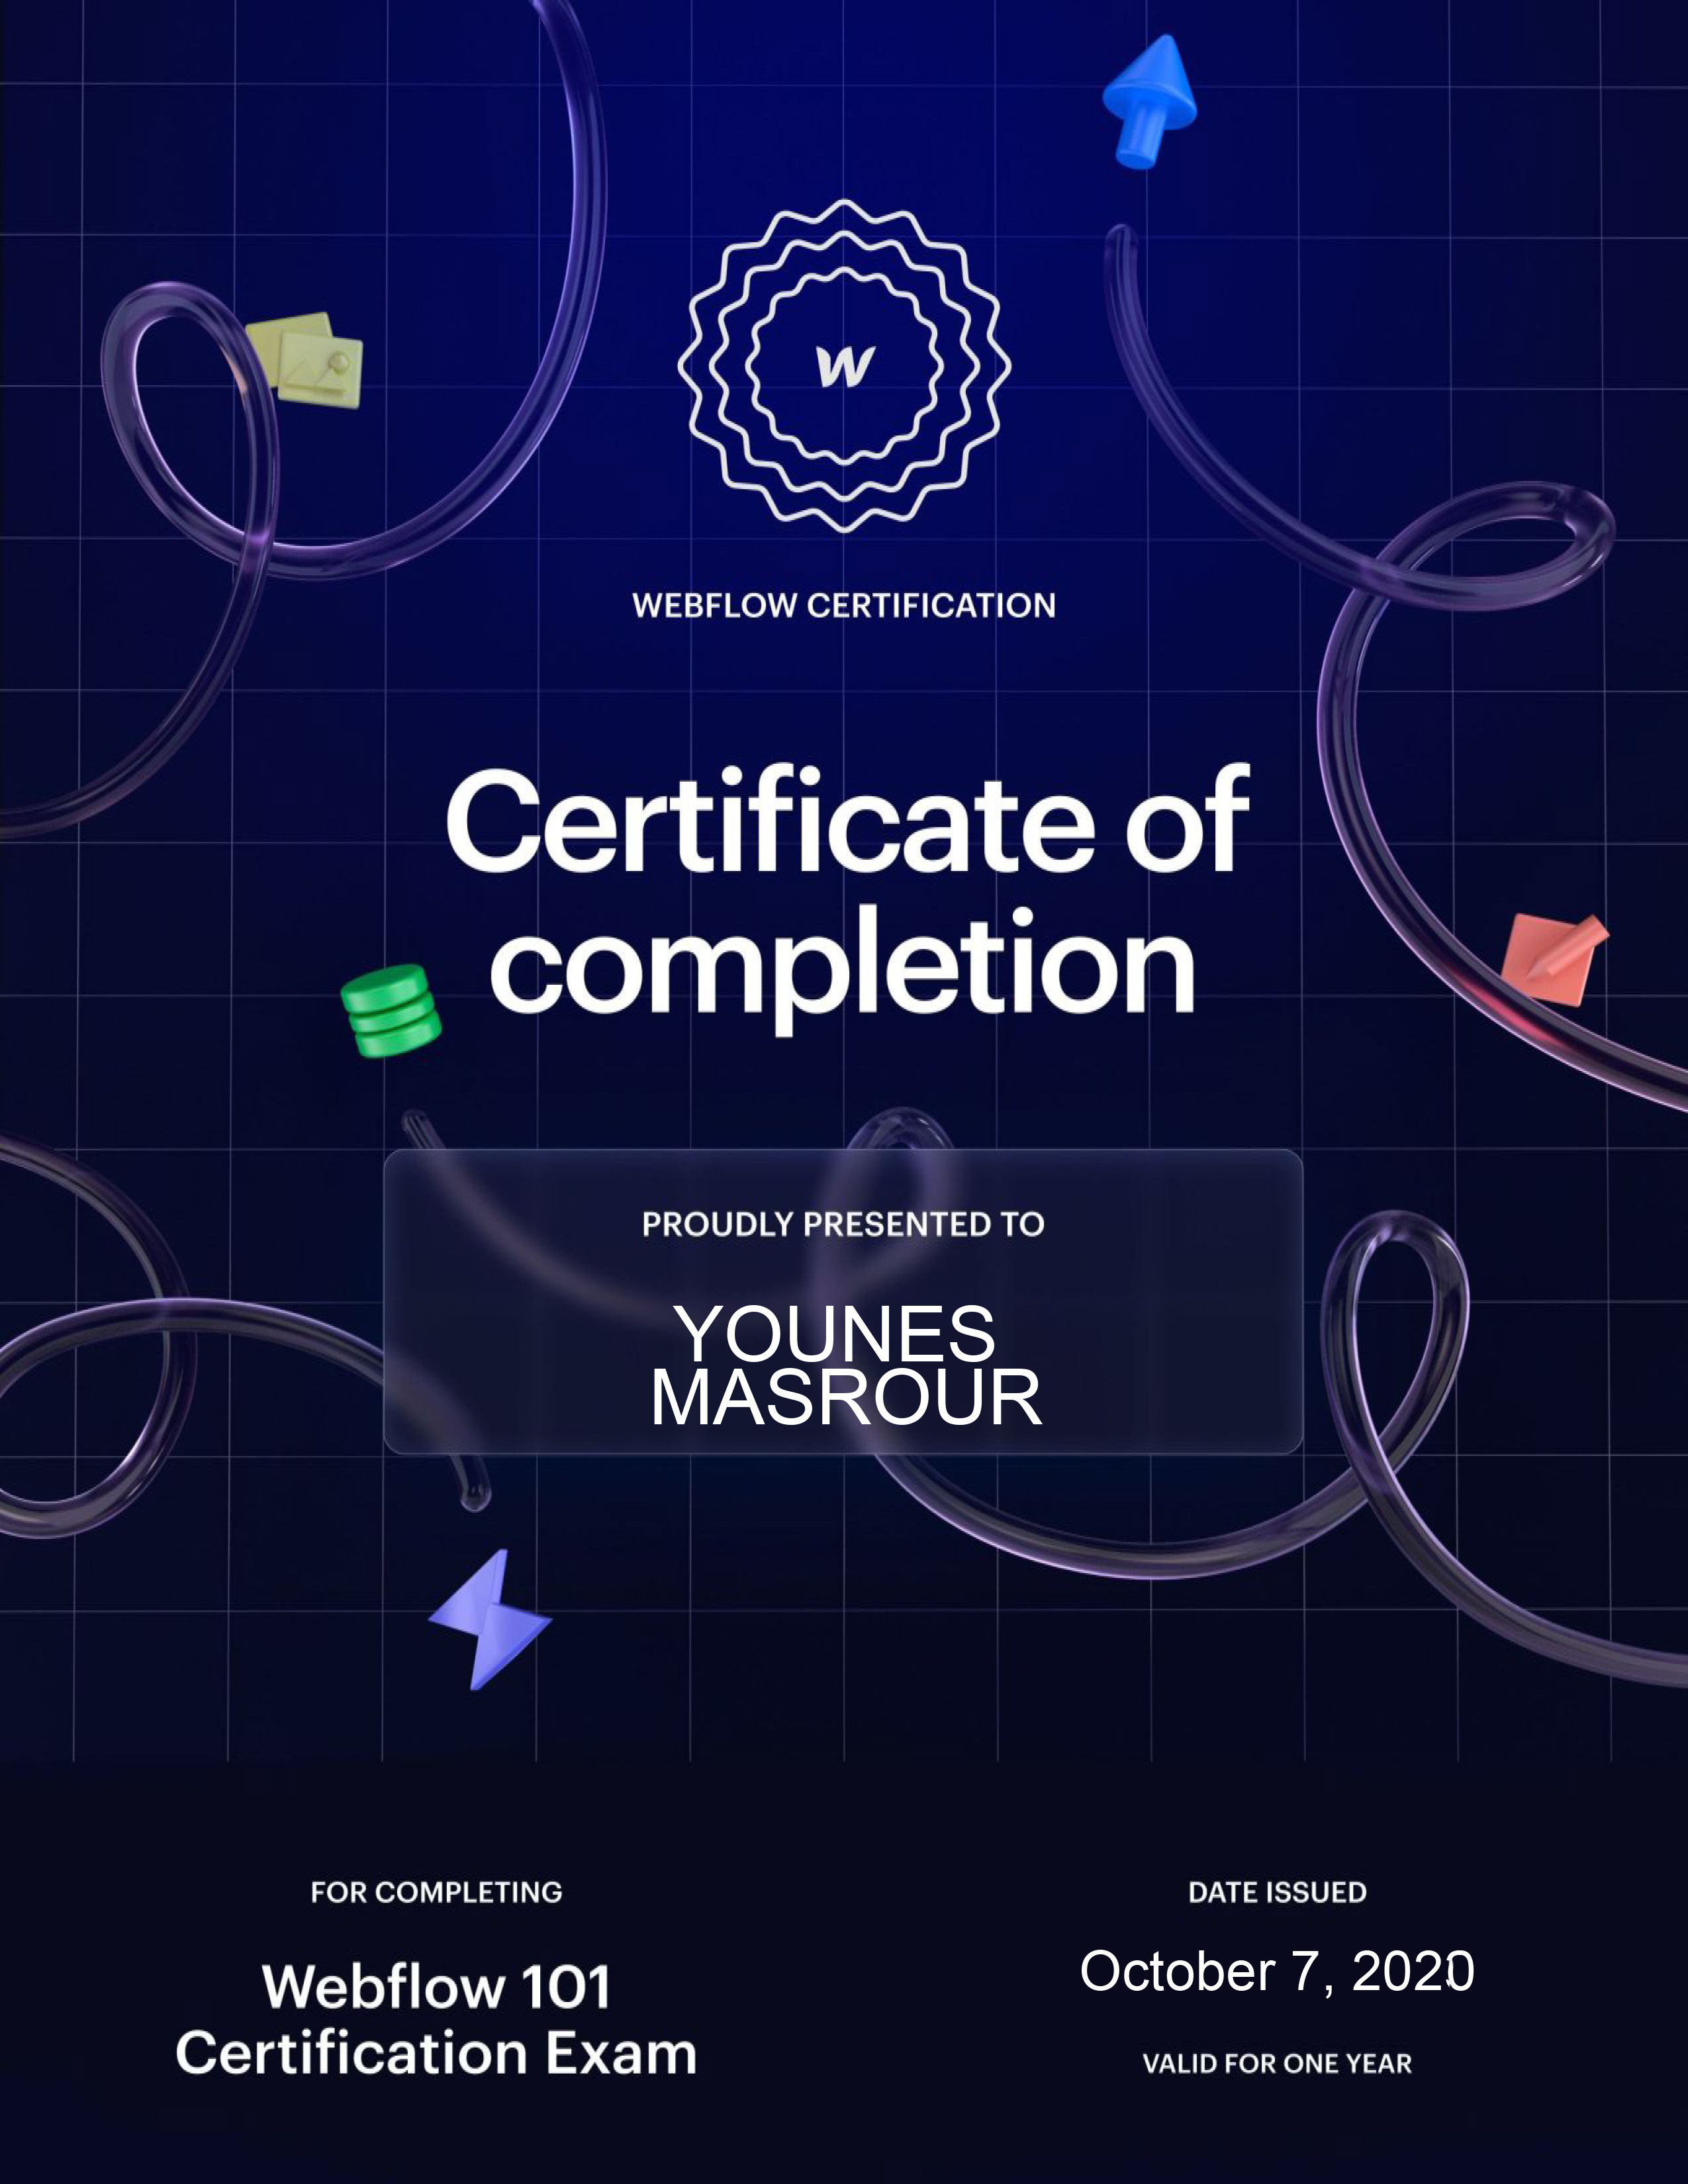 W
WEBFLOW CERTIFICATION
Certificate of
completion
PROUDLY PRESENTED TO
YOUNES
MASROUR
FOR COMPLETING
DATE ISSUED
Webflow 101
Certification Exam
October 7,
VALID FOR ONE YEAR